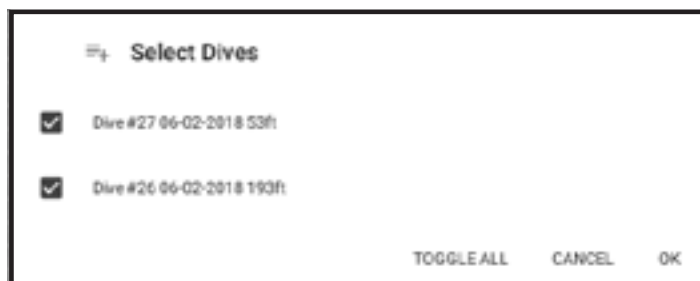 Select Dives
Dive #27 06-02-2018 53ft
Dive #26 06-02-2018 193ft
TOGGLE ALL CANCEL OK